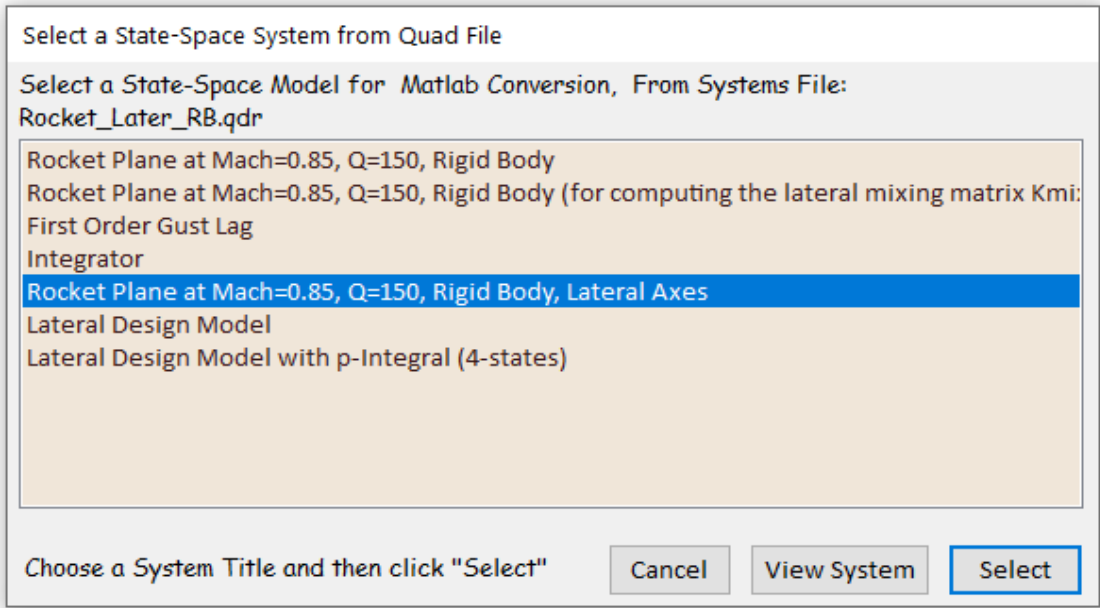 Select a State-Space System from Quad File
Select a State-Space Model for Matlab Conversion, From Systems File:
Rocket_Later_RB.qdr
Rocket Plane at Mach=0.85, Q=150, Rigid Body
Rocket Plane at Mach=0.85, Q=150, Rigid Body (for computing the lateral mixing matrix Kmi
First Order Gust Lag
Integrator
Rocket Plane at Mach=0.85, Q=150, Rigid Body, Lateral Axes
Lateral Design Model
Lateral Design Model with p-Integral (4-states)
Choose a System Title and then click "Select"
Cancel
View System
Select